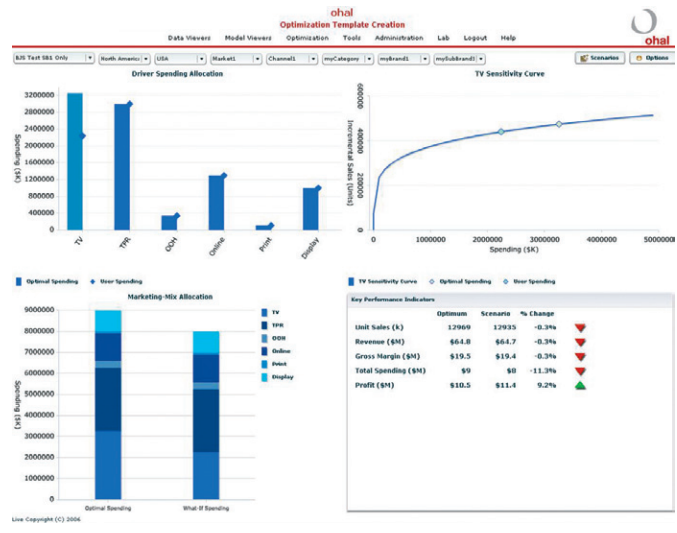 ohal
Optimization Template Creation
Data Viewers Model Viewers Optimization Tools Administration Lab Logout Help
ohal
BJS Test SB1 Only North America USA Market1 Channel1 myCategory myBrand1 mySubBrand1 Scenarios Options
Driver Spending Allocation
Spending ($K)
3200000
2800000
2400000
2000000
1600000
1200000
800000
400000
0
TV TPR OOH Online Print Display
Optimal Spending User Spending
TV Sensitivity Curve
Incremental Sales (Units)
600000
400000
200000
0
0 1000000 2000000 3000000 4000000 5000000
Spending ($K)
TV Sensitivity Curve Optimal Spending User Spending
Marketing-Mix Allocation
Spending ($K)
9000000
8000000
7000000
6000000
5000000
4000000
3000000
2000000
1000000
0
Optimal Spending What-If Spending
TV
TPR
OOH
Online
Print
Display
Key Performance Indicators
Optimum Scenario % Change
Unit Sales (k) 12969 12935 -0.3%
Revenue ($M) $64.8 $64.7 -0.3%
Gross Margin ($M) $19.5 $19.4 -0.3%
Total Spending ($M) $9 $8 -11.3%
Profit ($M) $10.5 $11.4 9.2%
Live Copyright (C) 2006